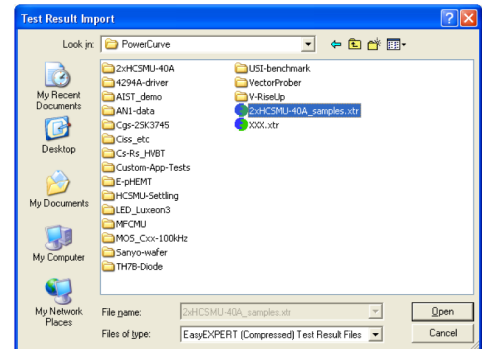 Test Result Import
Look in: PowerCurve
My Recent Documents
Desktop
My Documents
My Computer
My Network Places
2xHCSMU-40A
4294A-driver
AIST_demo
AN1-data
Cgs-2SK3745
Ciss_etc
Cs-Rs_HVBT
Custom-App-Tests
E-pHEMT
HCSMU-Settling
LED_Luxeon3
MFCMU
MOS_Cxx-100kHz
Sanyo-wafer
TH7B-Diode
USI-benchmark
VectorProber
V-RiseUp
2xHCSMU-40A_samples.xtr
XXX.xtr
File name: 2xHCSMU-40A_samples.xtr
Open
Files of type: EasyEXPERT (Compressed) Test Result Files
Cancel